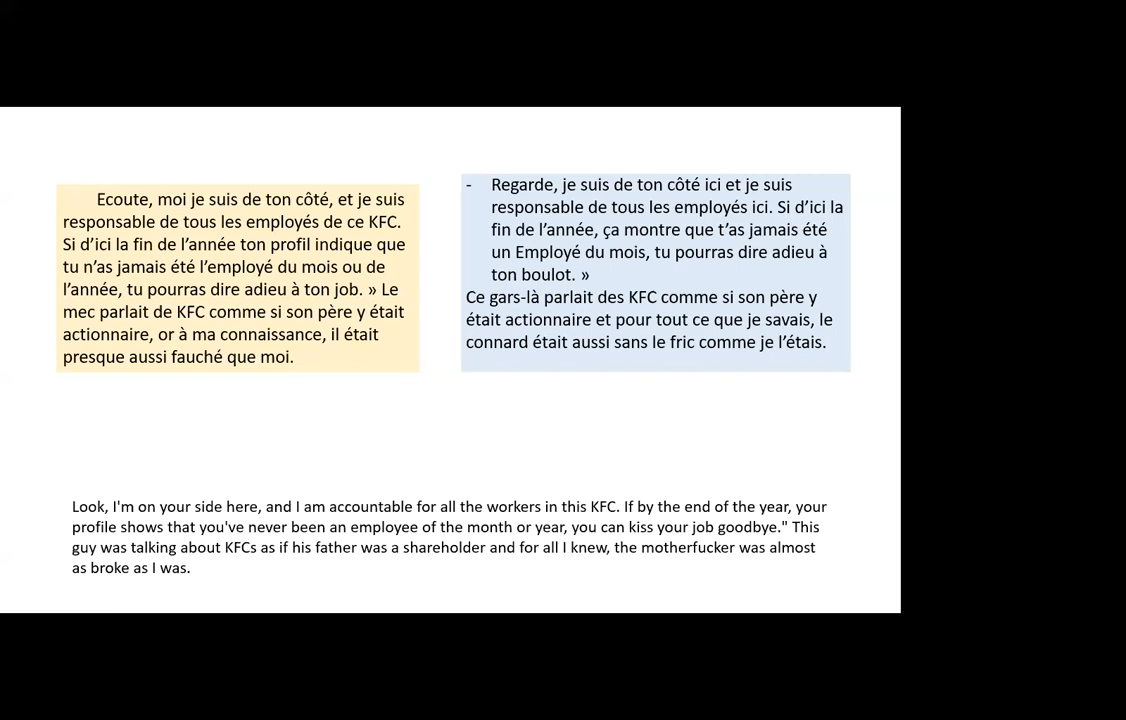 Ecoute, moi je suis de ton côté, et je suis
responsable de tous les employés de ce KFC.
Si d’ici la fin de l’année ton profil indique que
tu n’as jamais été l’employé du mois ou de
l’année, tu pourras dire adieu à ton job. » Le
mec parlait de KFC comme si son père y était
actionnaire, or à ma connaissance, il était
presque aussi fauché que moi.
- Regarde, je suis de ton côté ici et je suis
responsable de tous les employés ici. Si d’ici la
fin de l’année, ça montre que t’as jamais été
un Employé du mois, tu pourras dire adieu à
ton boulot. »
Ce gars-là parlait des KFC comme si son père y
était actionnaire et pour tout ce que je savais, le
connard était aussi sans le fric comme je l’étais.
Look, I'm on your side here, and I am accountable for all the workers in this KFC. If by the end of the year, your
profile shows that you've never been an employee of the month or year, you can kiss your job goodbye." This
guy was talking about KFCs as if his father was a shareholder and for all I knew, the motherfucker was almost
as broke as I was.